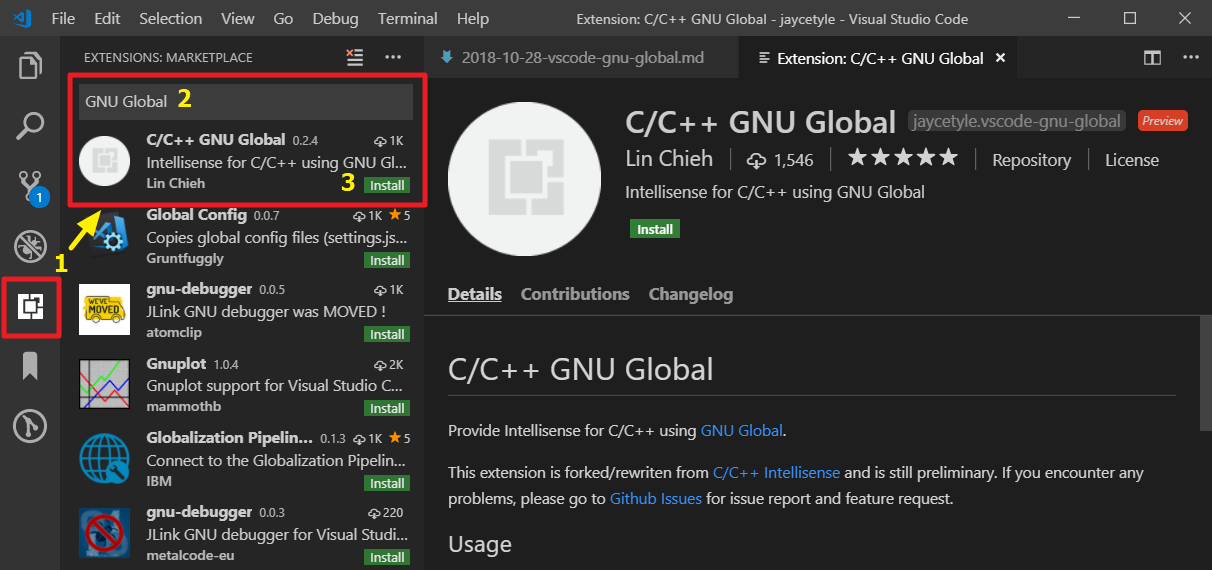 File Edit Selection View Go Debug Terminal Help
Extension: C/C++ GNU Global - jaycetyle - Visual Studio Code
EXTENSIONS: MARKETPLACE
GNU Global 2
C/C++ GNU Global 0.2.4 1K
Intellisense for C/C++ using GNU Gl...
Lin Chieh 3 Install
Global Config 0.0.7 1K ★5
Copies global config files (settings.js...
Gruntfuggly Install
1
1
gnu-debugger 0.0.5 1K
WE'VE MOVED
JLink GNU debugger was MOVED !
atomclip Install
Gnuplot 1.0.4 2K
Gnuplot support for Visual Studio C...
mammothb Install
Globalization Pipelin... 0.1.3 1K ★5
Connect to the Globalization Pipelin...
IBM Install
gnu-debugger 0.0.3 220
JLink GNU debugger for Visual Studi...
metalcode-eu Install
2018-10-28-vscode-gnu-global.md
Extension: C/C++ GNU Global ×
C/C++ GNU Global jaycetyle.vscode-gnu-global Preview
Lin Chieh 1,546 ★★★★★ Repository License
Intellisense for C/C++ using GNU Global
Install
Details Contributions Changelog
C/C++ GNU Global
Provide Intellisense for C/C++ using GNU Global.
This extension is forked/rewriten from C/C++ Intellisense and is still preliminary. If you encounter any
problems, please go to Github Issues for issue report and feature request.
Usage